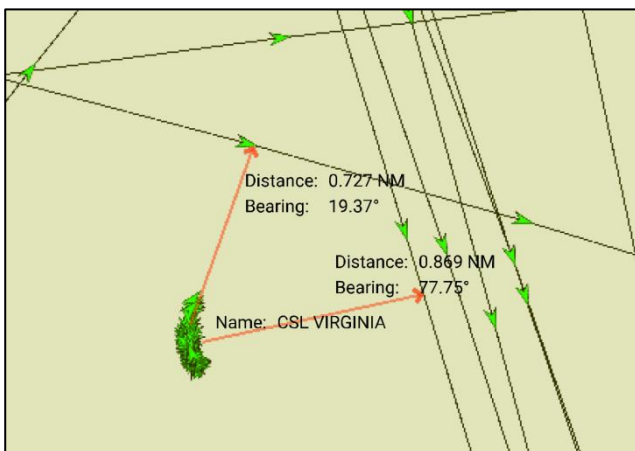 Distance: 0.727 NM
Bearing: 19.37°
Distance: 0.869 NM
Bearing: 77.75°
Name: CSL VIRGINIA